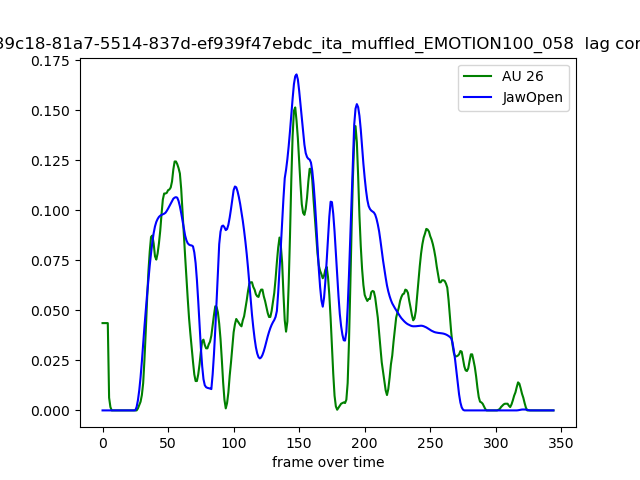 39c18-81a7-5514-837d-ef939f47ebdc_ita_muffled_EMOTION100_058 lag
AU 26
JawOpen
0.175
0.150
0.125
0.100
0.075
0.050
0.025
0.000
0 50 100 150 200 250 300 350
frame over time